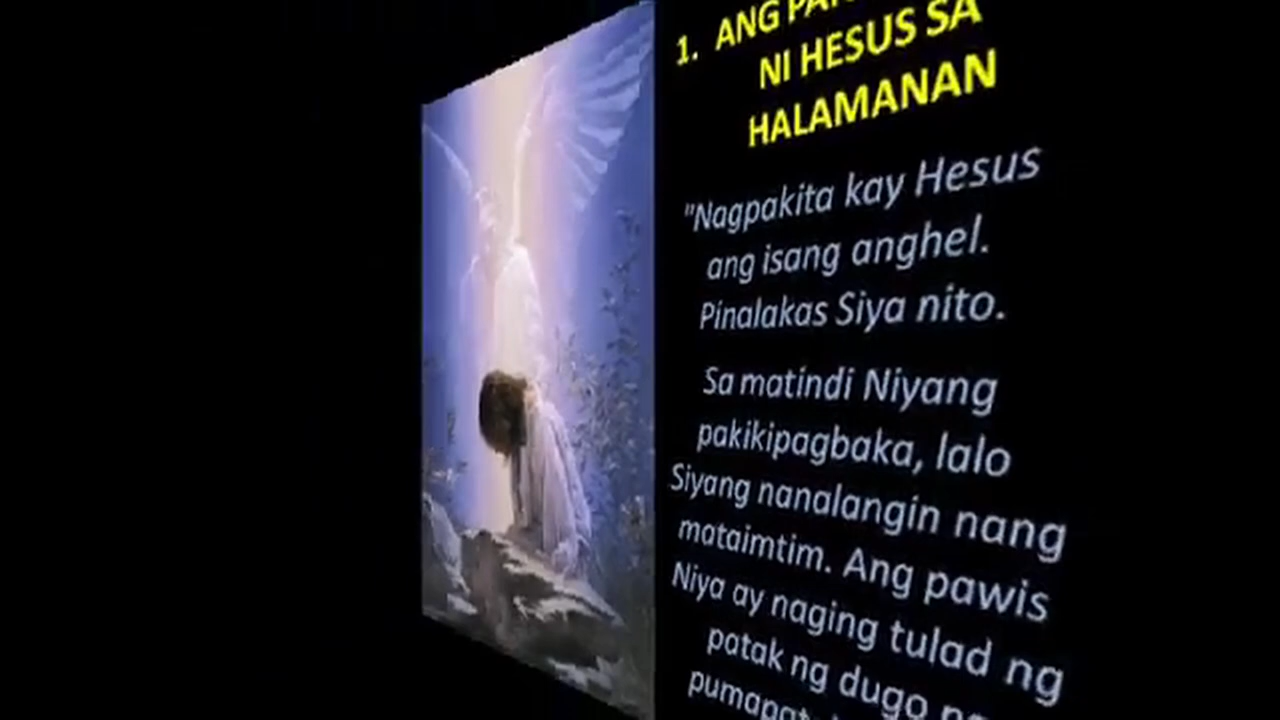 1. ANG
NI HESUS SA
HALAMANAN
"Nagpakita kay Hesus
ang isang anghel.
Pinalakas Siya nito.
Sa matindi Niyang
pakikipagbaka, lalo
Siyang nanalangin nang
mataimtim. Ang pawis
Niya ay naging tulad ng
patak ng dugo